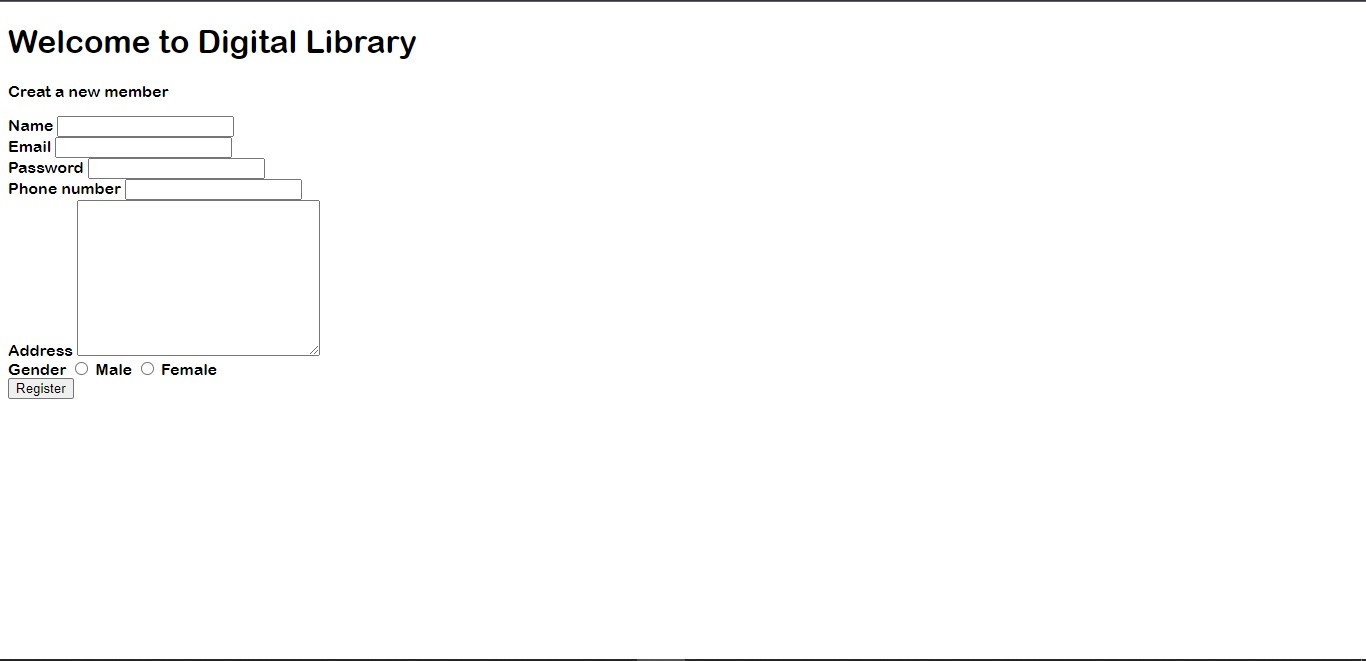 Welcome to Digital Library
Creat a new member
Name
Email
Password
Phone number
Address
Gender Male Female
Register